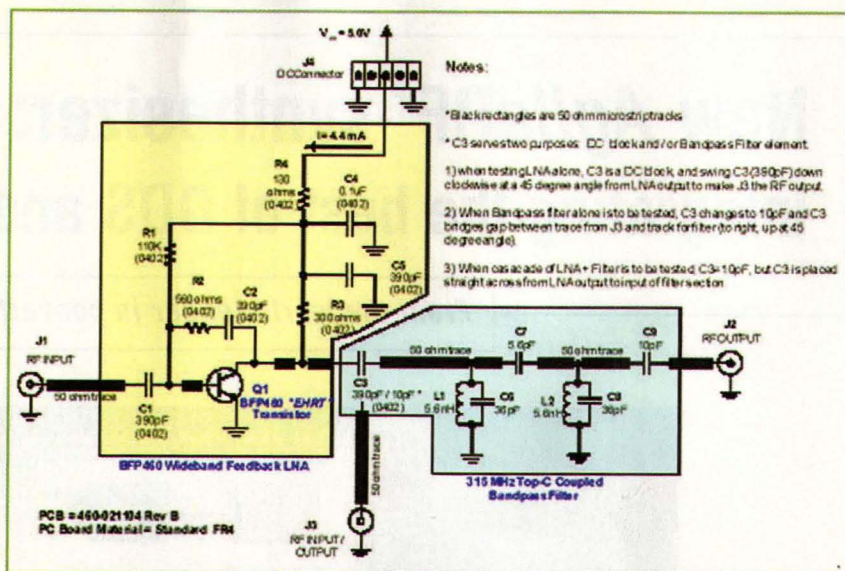 V = 5.0V
J4
DC Connector
I = 4.4mA
Notes:
*Black rectangles are 50 ohm microstrip tracks
* C3 serves two purposes: DC block and / or Bandpass Filter element.
1) when testing LNA alone, C3 is a DC block, and swing C3 (390pF) down
clockwise at a 45 degree angle from LNA output to make J3 the RF output.
2) When Bandpass filter alone is to be tested, C3 changes to 10pF and C3
bridges gap between trace from J3 and track for filter (to right, up at 45
degree angle).
3) When casacade of LNA + Filter is to be tested, C3=10pF, but C3 is placed
straight across from LNA output to input of filter section.
R4
130
ohms
(0402)
C4
0.1uF
(0402)
R1
110K
(0402)
R2
560 ohms
(0402)
C2
390pF
(0402)
C5
390pF
(0402)
R3
300 ohms
(0402)
J1
RF INPUT
50 ohm trace
C1
390pF
(0402)
Q1
BFP460 "EHRT"
Transistor
C3
390pF / 10pF *
(0402)
50 ohm trace
C7
5.6pF
50 ohm trace
C9
10pF
J2
RF OUTPUT
L1
5.6nH
C6
36pF
L2
5.6nH
C8
36pF
BFP460 Wideband Feedback LNA
50 ohm trace
315 MHz Top-C Coupled
Bandpass Filter
PCB = 460-021104 Rev B
PC Board Material = Standard FR4
J3
RF INPUT /
OUTPUT